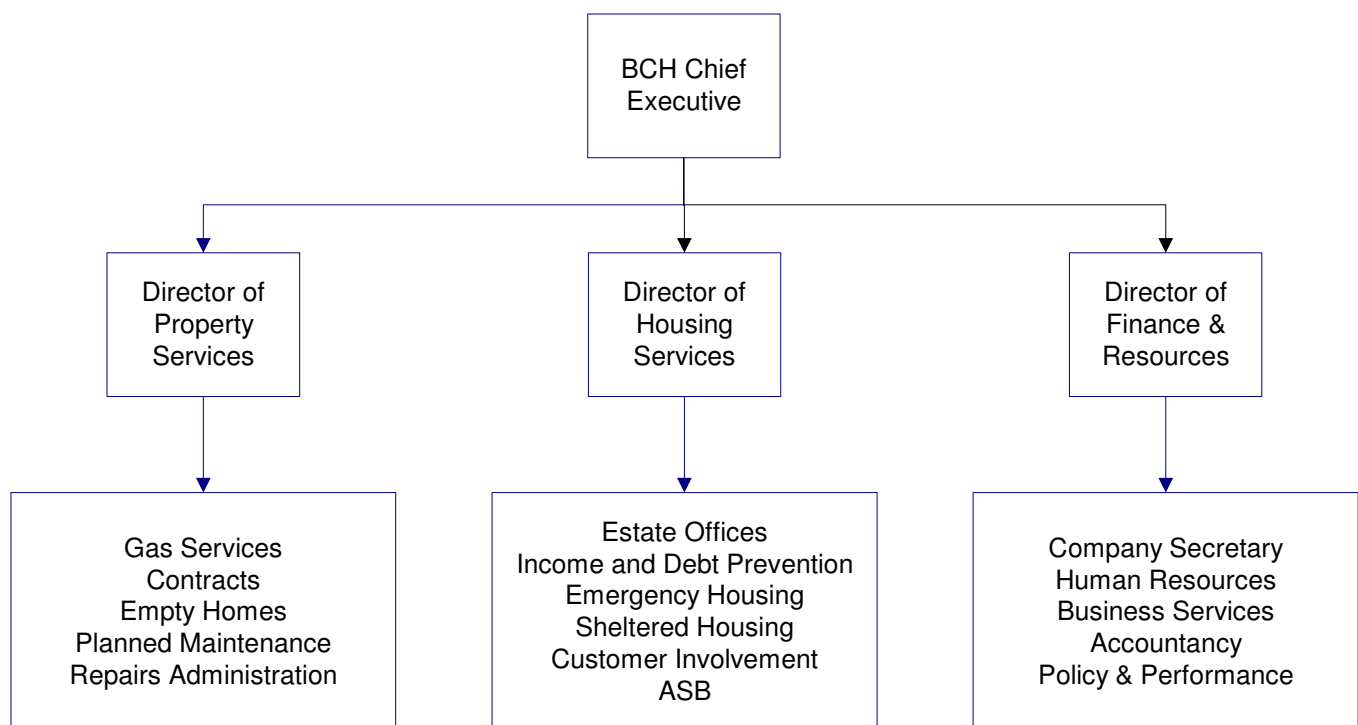 BCH Chief
Executive
Director of
Property
Services
Director of
Housing
Services
Director of
Finance &
Resources
Gas Services
Contracts
Empty Homes
Planned Maintenance
Repairs Administration
Estate Offices
Income and Debt Prevention
Emergency Housing
Sheltered Housing
Customer Involvement
ASB
Company Secretary
Human Resources
Business Services
Accountancy
Policy & Performance